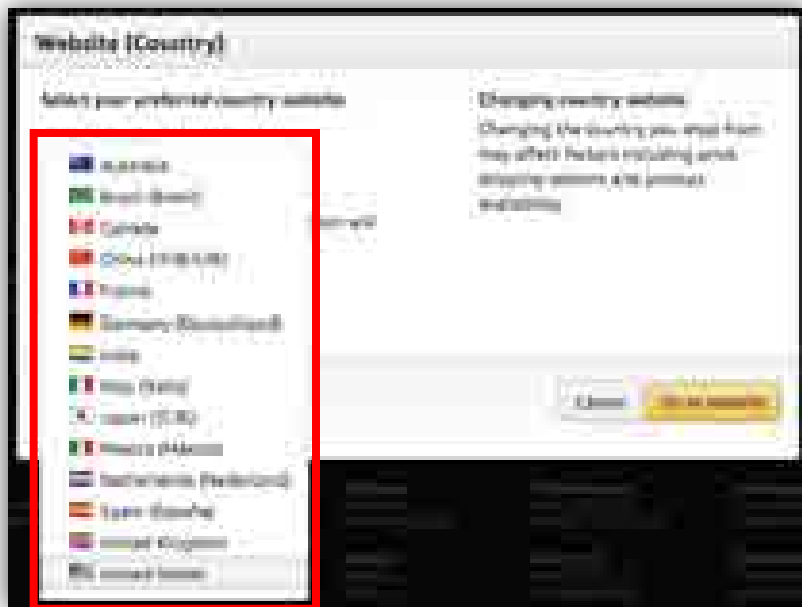 Website (Country)
Select your preferred country website
Changing country website
Changing the country you shop from
may affect factors including price,
shipping options and product
availability.
Australia
Brazil (Brasil)
Canada
China
France
Germany (Deutschland)
India
Italy (Italia)
Japan
Mexico (México)
Netherlands (Nederland)
Spain (España)
United Kingdom
United States
Cancel
Go to website